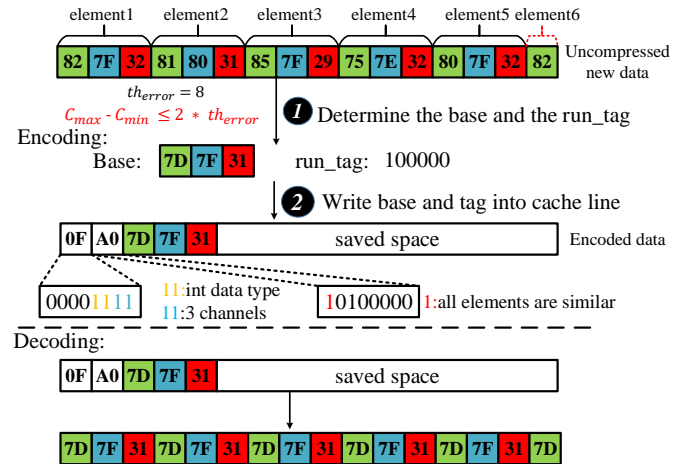 element1 element2 element3 element4 element5 element6
82 7F 32 81 80 31 85 7F 29 75 7E 32 80 7F 32 82
Uncompressed
new data
th_error = 8
C_max - C_min ≤ 2 * th_error
1 Determine the base and the run_tag
Encoding:
Base: 7D 7F 31 run_tag: 100000
2 Write base and tag into cache line
0F A0 7D 7F 31 saved space Encoded data
00001111 11:int data type
11:3 channels
10100000 1:all elements are similar
Decoding:
0F A0 7D 7F 31 saved space
7D 7F 31 7D 7F 31 7D 7F 31 7D 7F 31 7D 7F 31 7D